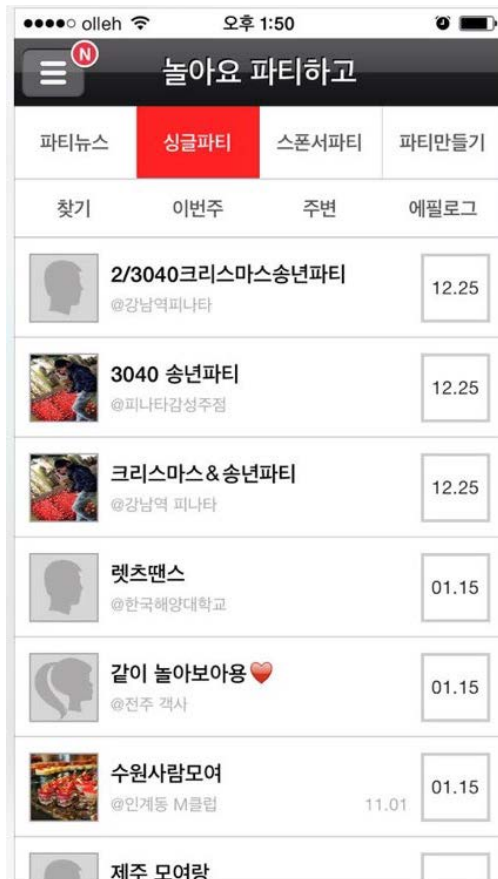 olleh 오후 1:50
N
놀아요 파티하고
파티뉴스 싱글파티 스폰서파티 파티만들기
찾기 이번주 주변 에필로그
2/3040크리스마스송년파티
@강남역피나타
12.25
3040 송년파티
@피나타감성주점
12.25
크리스마스&송년파티
@강남역 피나타
12.25
렛츠땐스
@한국해양대학교
01.15
같이 놀아보아용❤️
@전주 객사
01.15
수원사람모여
@인계동 M클럽 11.01
01.15
제주 모여랑